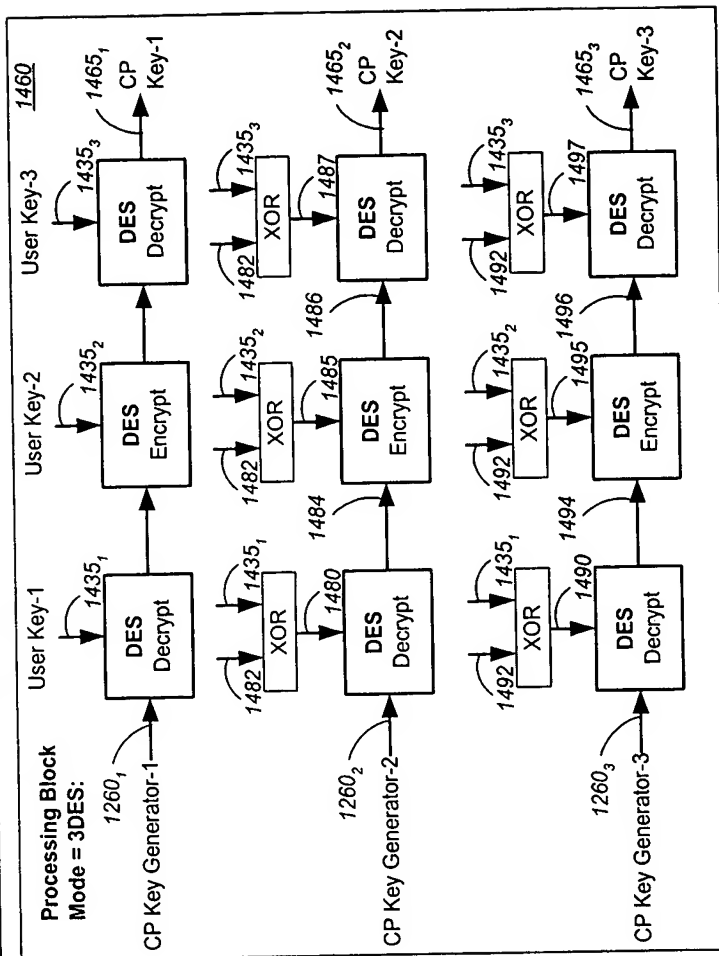 Processing Block
Mode = 3DES:
1460
User Key-1
User Key-2
User Key-3
1435₁
1435₂
1435₃
1260₁
CP Key Generator-1
DES
Decrypt
DES
Encrypt
DES
Decrypt
1465₁
CP
Key-1
1482
1435₁
XOR
1480
1482
1435₂
XOR
1485
1482
1435₃
XOR
1487
1260₂
CP Key Generator-2
DES
Decrypt
1484
DES
Encrypt
1486
DES
Decrypt
1465₂
CP
Key-2
1492
1435₁
XOR
1490
1492
1435₂
XOR
1495
1492
1435₃
XOR
1497
1260₃
CP Key Generator-3
DES
Decrypt
1494
DES
Encrypt
1496
DES
Decrypt
1465₃
CP
Key-3